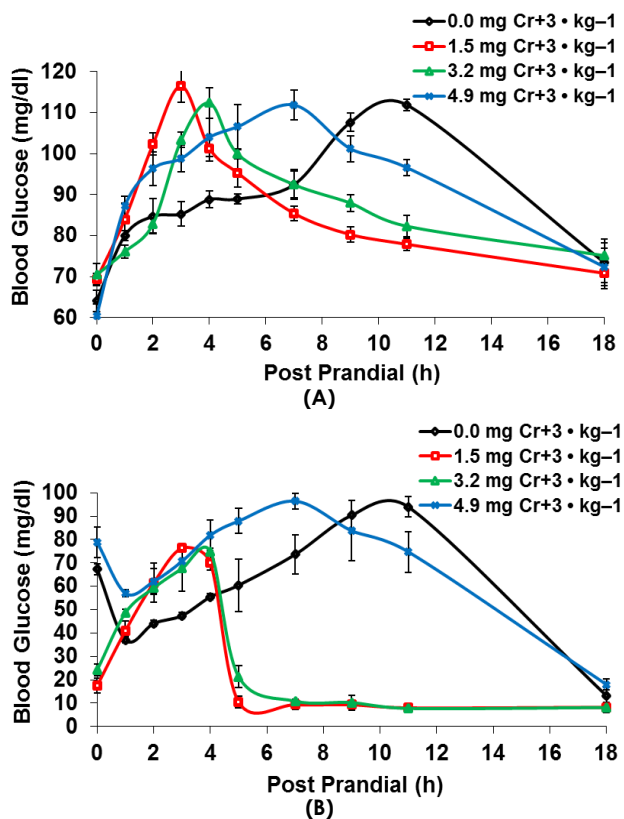 0.0 mg Cr+3 • kg–1
1.5 mg Cr+3 • kg–1
3.2 mg Cr+3 • kg–1
4.9 mg Cr+3 • kg–1
Blood Glucose (mg/dl)
120
110
100
90
80
70
60
0 2 4 6 8 10 12 14 16 18
Post Prandial (h)
(A)
0.0 mg Cr+3 • kg–1
1.5 mg Cr+3 • kg–1
3.2 mg Cr+3 • kg–1
4.9 mg Cr+3 • kg–1
Blood Glucose (mg/dl)
100
90
80
70
60
50
40
30
20
10
0
0 2 4 6 8 10 12 14 16 18
Post Prandial (h)
(B)